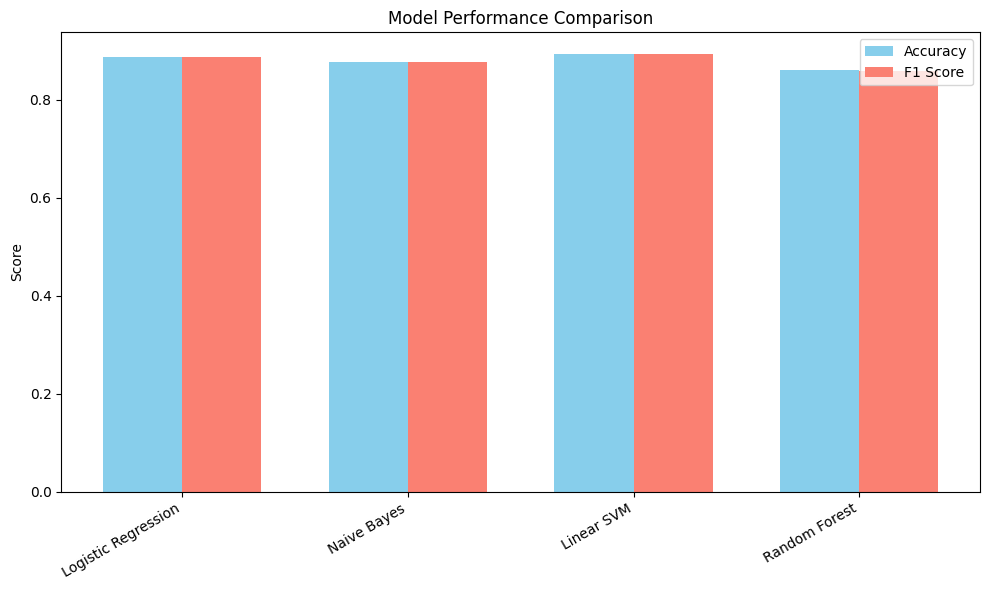 Model Performance Comparison
Accuracy
F1 Score
Score
0.8
0.6
0.4
0.2
0.0
Logistic Regression
Naive Bayes
Linear SVM
Random Forest